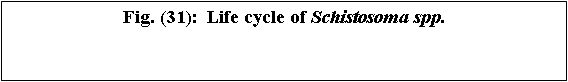 Fig. (31):  Life cycle of Schistosoma spp.